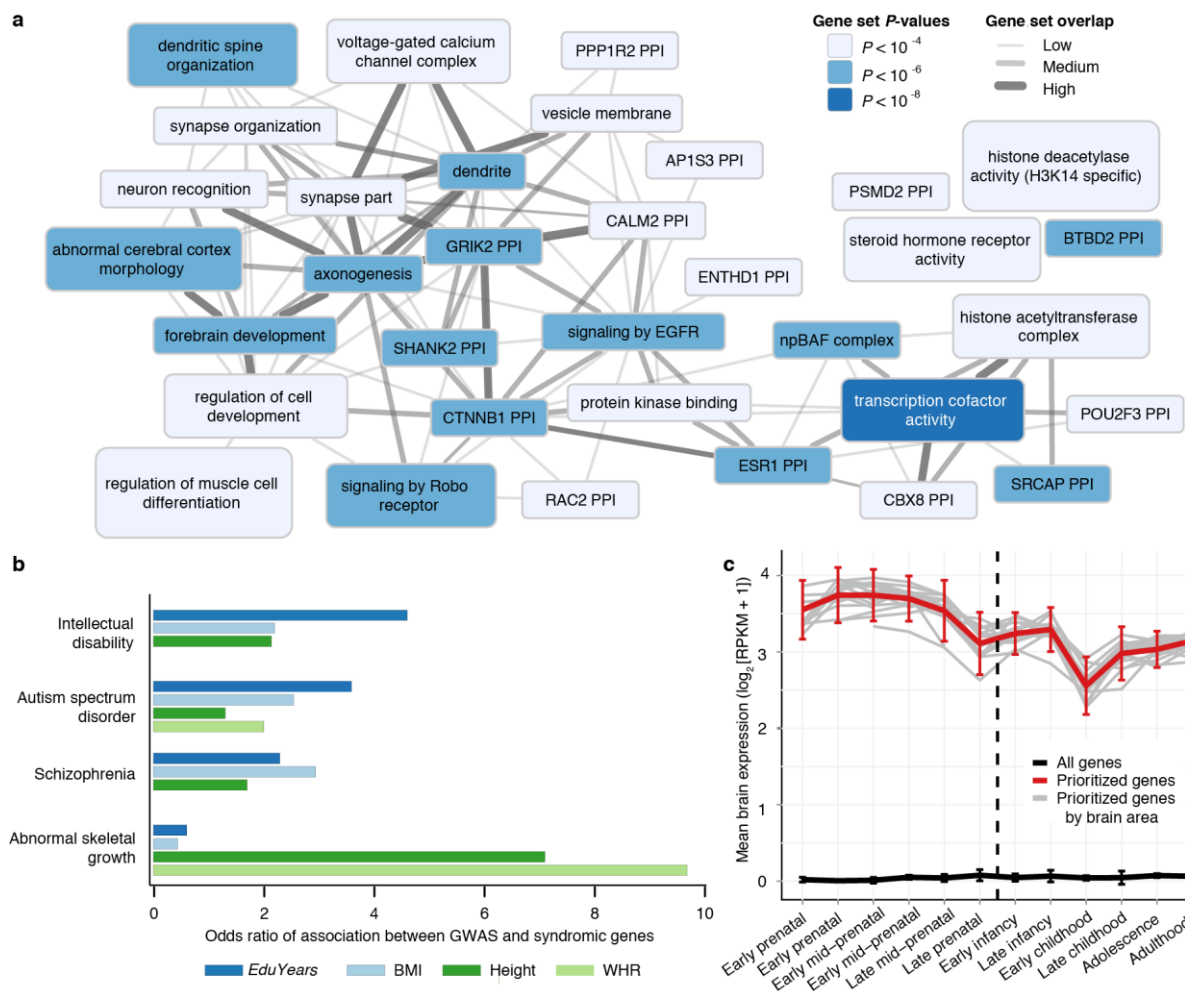 a
Gene set P-values
P < 10 -4
P < 10 -6
P < 10 -8
Gene set overlap
Low
Medium
High
dendritic spine
organization
voltage-gated calcium
channel complex
PPP1R2 PPI
synapse organization
vesicle membrane
AP1S3 PPI
histone deacetylase
activity (H3K14 specific)
neuron recognition
synapse part
dendrite
CALM2 PPI
PSMD2 PPI
abnormal cerebral cortex
morphology
axonogenesis
GRIK2 PPI
ENTHD1 PPI
steroid hormone receptor
activity
BTBD2 PPI
forebrain development
SHANK2 PPI
signaling by EGFR
npBAF complex
histone acetyltransferase
complex
regulation of cell
development
CTNNB1 PPI
protein kinase binding
transcription cofactor
activity
POU2F3 PPI
regulation of muscle cell
differentiation
signaling by Robo
receptor
RAC2 PPI
ESR1 PPI
CBX8 PPI
SRCAP PPI
b
Intellectual
disability
Autism spectrum
disorder
Schizophrenia
Abnormal skeletal
growth
0 2 4 6 8 10
Odds ratio of association between GWAS and syndromic genes
EduYears BMI Height WHR
c
Mean brain expression (log2 [RPKM + 1])
4
3
2
1
0
All genes
Prioritized genes
Prioritized genes
by brain area
Early prenatal
Early prenatal
Early mid−prenatal
Early mid−prenatal
Late mid−prenatal
Late prenatal
Early infancy
Late infancy
Early childhood
Late childhood
Adolescence
Adulthood